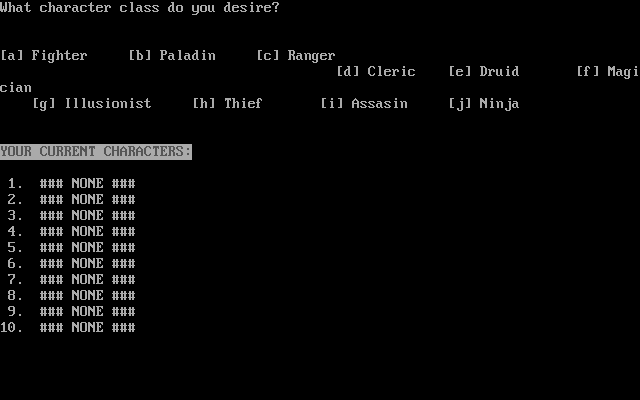 What character class do you desire?
[a] Fighter [b] Paladin [c] Ranger
[d] Cleric [e] Druid [f] Magi
cian
[g] Illusionist [h] Thief [i] Assasin [j] Ninja
YOUR CURRENT CHARACTERS:
1. ### NONE ###
2. ### NONE ###
3. ### NONE ###
4. ### NONE ###
5. ### NONE ###
6. ### NONE ###
7. ### NONE ###
8. ### NONE ###
9. ### NONE ###
10. ### NONE ###